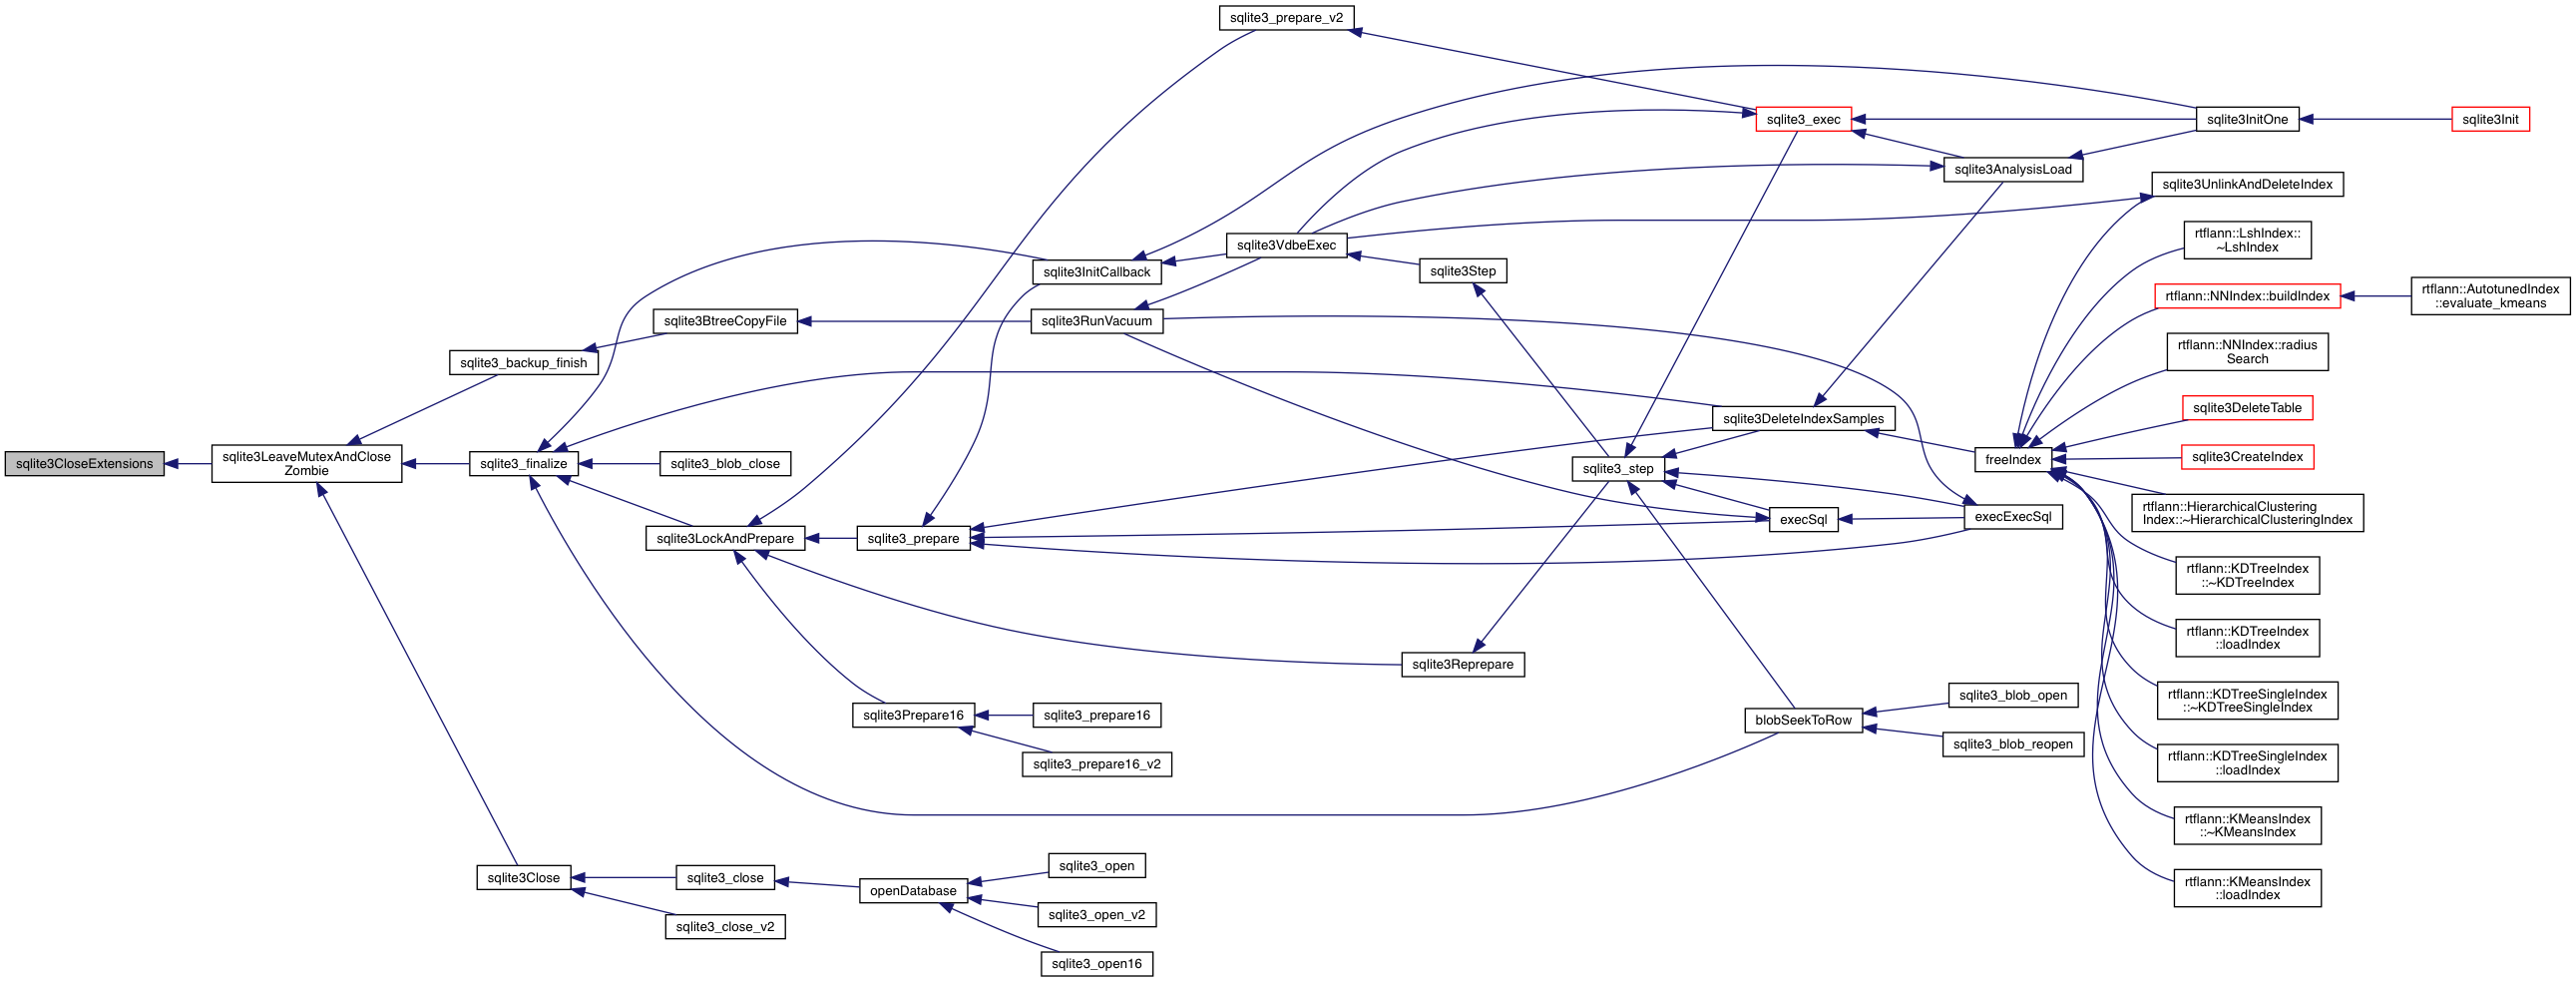 sqlite3CloseExtensions
sqlite3LeaveMutexAndClose
Zombie
sqlite3_backup_finish
sqlite3_finalize
sqlite3Close
sqlite3BtreeCopyFile
sqlite3_blob_close
sqlite3LockAndPrepare
sqlite3_close
sqlite3_close_v2
sqlite3_prepare
sqlite3Prepare16
openDatabase
sqlite3InitCallback
sqlite3RunVacuum
sqlite3_prepare16
sqlite3_prepare16_v2
sqlite3_open
sqlite3_open_v2
sqlite3_open16
sqlite3_prepare_v2
sqlite3VdbeExec
sqlite3Step
sqlite3Reprepare
sqlite3_step
sqlite3_exec
sqlite3DeleteIndexSamples
execSql
blobSeekToRow
sqlite3AnalysisLoad
freeIndex
execExecSql
sqlite3_blob_open
sqlite3_blob_reopen
sqlite3InitOne
sqlite3UnlinkAndDeleteIndex
rtflann::LshIndex::
~LshIndex
rtflann::NNIndex::buildIndex
rtflann::NNIndex::radius
Search
sqlite3DeleteTable
sqlite3CreateIndex
rtflann::HierarchicalClustering
Index::~HierarchicalClusteringIndex
rtflann::KDTreeIndex
::~KDTreeIndex
rtflann::KDTreeIndex
::loadIndex
rtflann::KDTreeSingleIndex
::~KDTreeSingleIndex
rtflann::KDTreeSingleIndex
::loadIndex
rtflann::KMeansIndex
::~KMeansIndex
rtflann::KMeansIndex
::loadIndex
sqlite3Init
rtflann::AutotunedIndex
::evaluate_kmeans